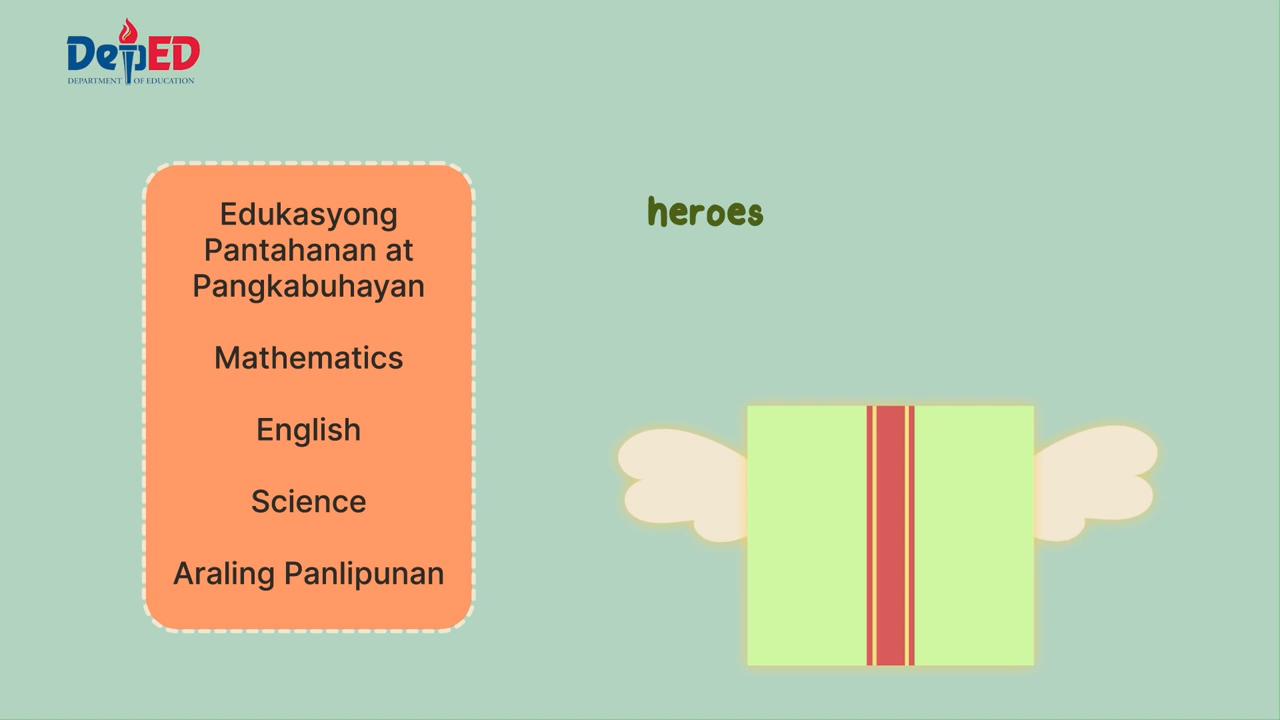 DepED
DEPARTMENT OF EDUCATION
Edukasyong
Pantahanan at
Pangkabuhayan
Mathematics
English
Science
Araling Panlipunan
heroes